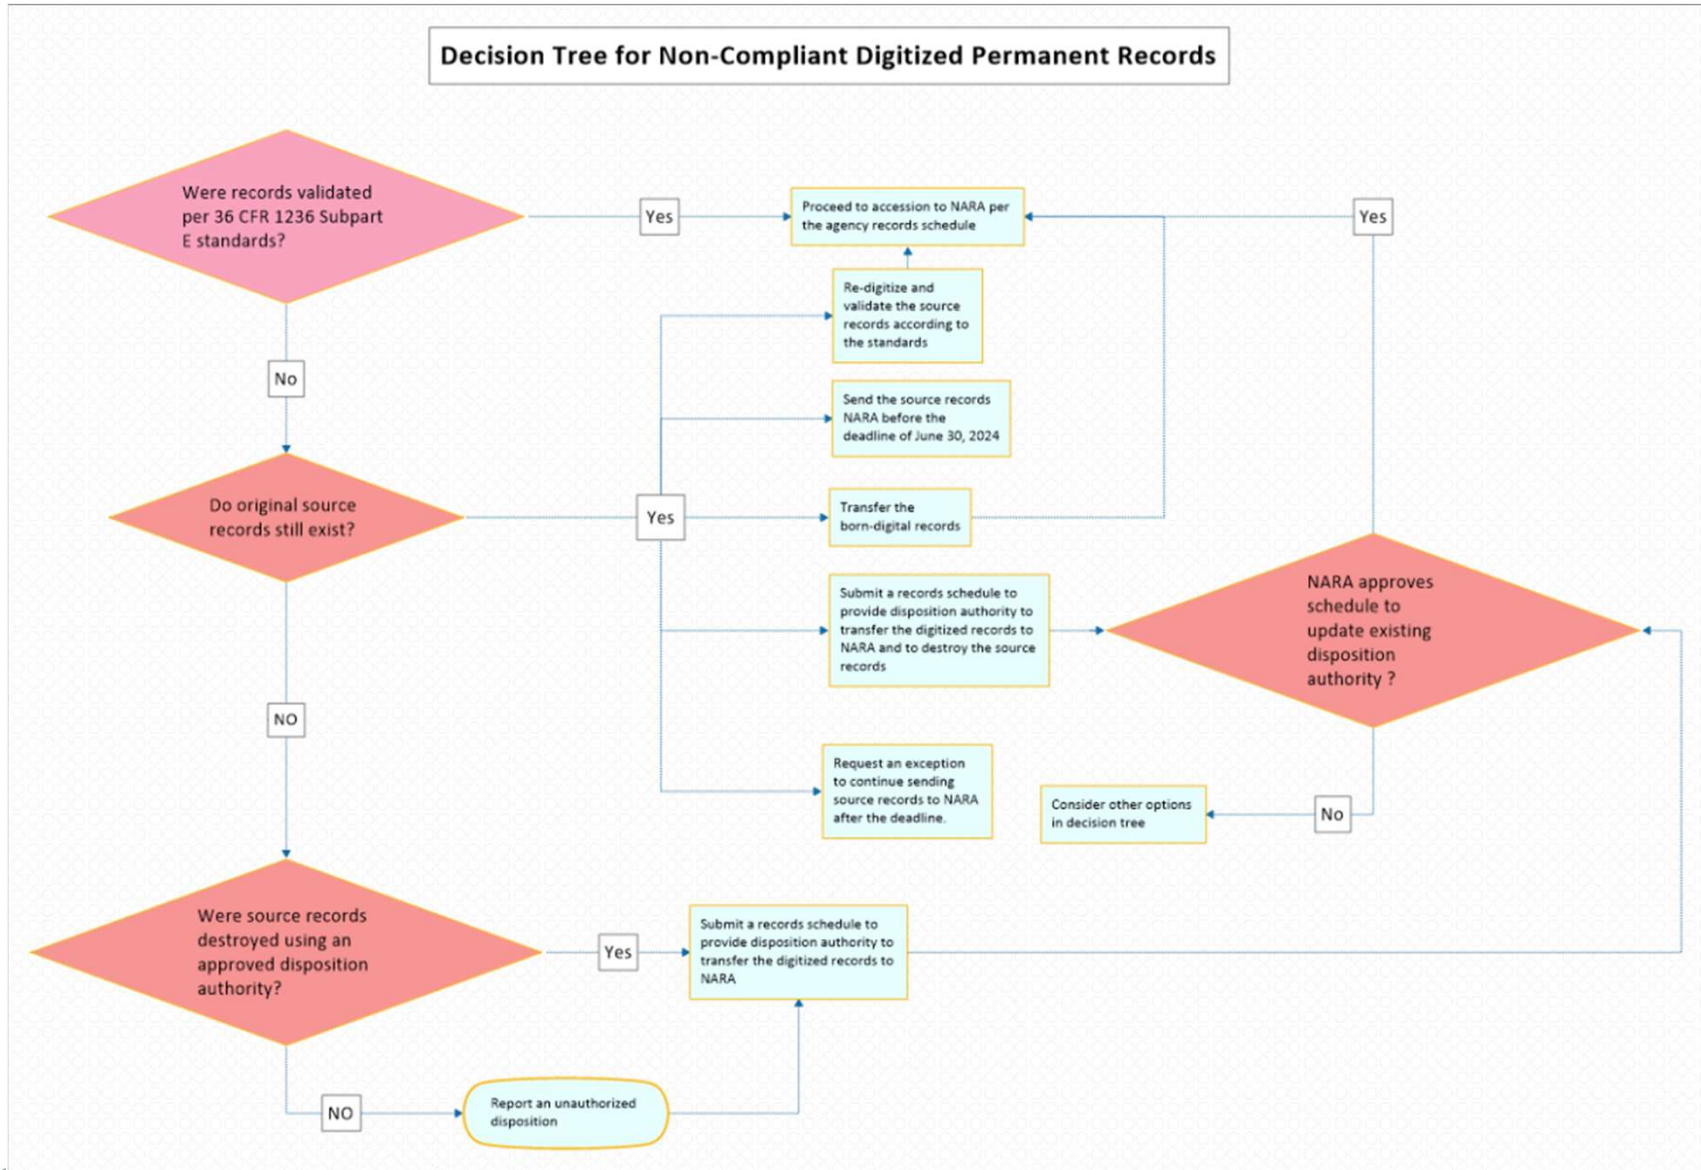 Decision Tree for Non-Compliant Digitized Permanent Records
Were records validated
per 36 CFR 1236 Subpart
E standards?
Yes
Proceed to accession to NARA per
the agency records schedule
Yes
Re-digitize and
validate the source
records according to
the standards
No
Send the source records
NARA before the
deadline of June 30, 2024
Do original source
records still exist?
Yes
Transfer the
born-digital records
Submit a records schedule to
provide disposition authority to
transfer the digitized records to
NARA and to destroy the source
records
NARA approves
schedule to
update existing
disposition
authority ?
NO
Request an exception
to continue sending
source records to NARA
after the deadline.
Consider other options
in decision tree
No
Were source records
destroyed using an
approved disposition
authority?
Yes
Submit a records schedule to
provide disposition authority to
transfer the digitized records to
NARA
NO
Report an unauthorized
disposition